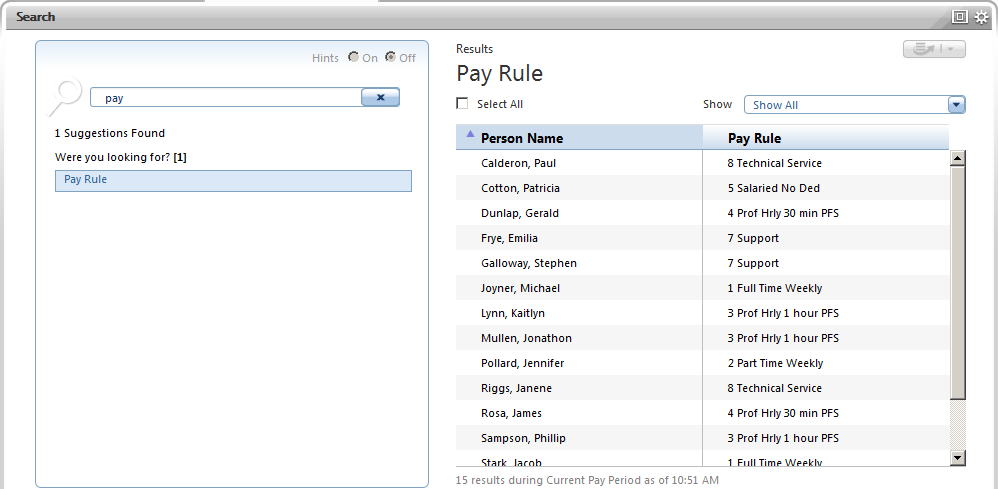 Search
Hints On Off
pay
1 Suggestions Found
Were you looking for? [1]
Pay Rule
Results
Pay Rule
Select All
Show Show All
Person Name Pay Rule
Calderon, Paul 8 Technical Service
Cotton, Patricia 5 Salaried No Ded
Dunlap, Gerald 4 Prof Hrly 30 min PFS
Frye, Emilia 7 Support
Galloway, Stephen 7 Support
Joyner, Michael 1 Full Time Weekly
Lynn, Kaitlyn 3 Prof Hrly 1 hour PFS
Mullen, Jonathon 3 Prof Hrly 1 hour PFS
Pollard, Jennifer 2 Part Time Weekly
Riggs, Janene 8 Technical Service
Rosa, James 4 Prof Hrly 30 min PFS
Sampson, Phillip 3 Prof Hrly 1 hour PFS
Stark, Jacob 1 Full Time Weekly
15 results during Current Pay Period as of 10:51 AM